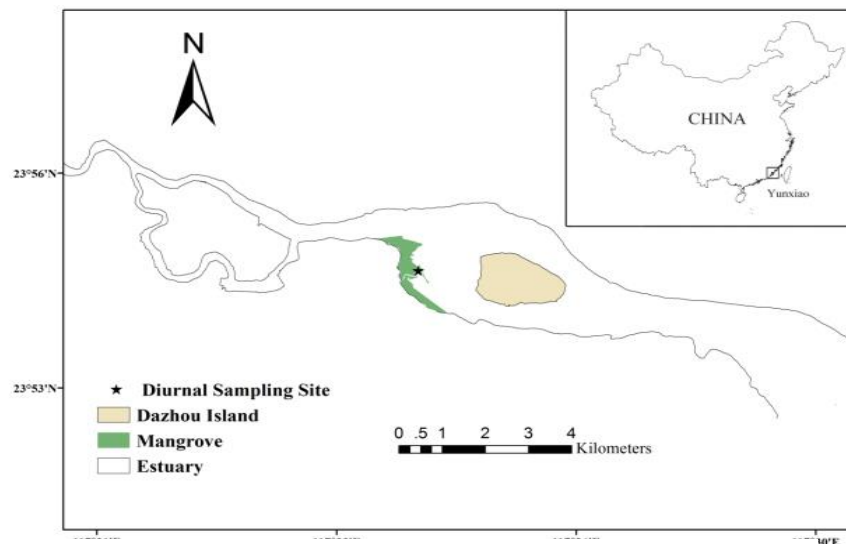 N
CHINA
Yunxiao
23°56'N
23°53'N
Diurnal Sampling Site
Dazhou Island
Mangrove
Estuary
0 .5 1 2 3 4
Kilometers